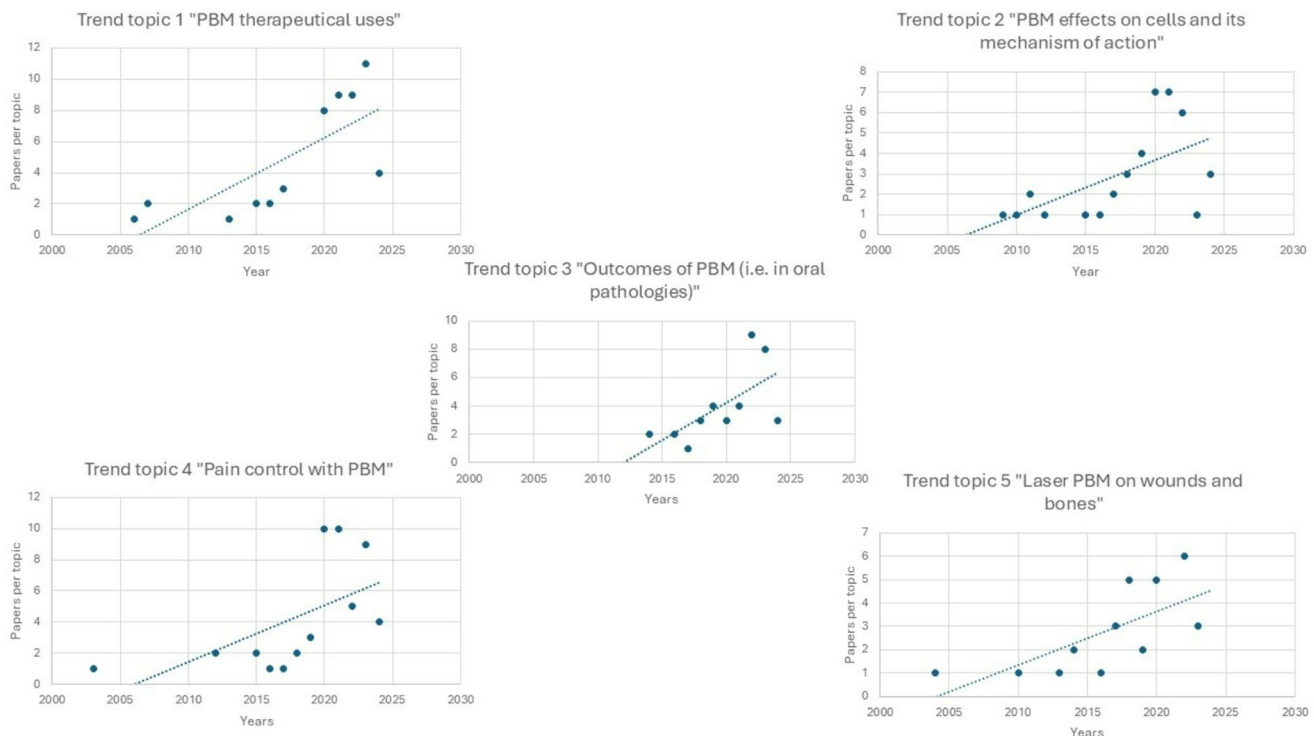 Trend topic 1 "PBM therapeutical uses"
12
10
8
6
4
2
0
Papers per topic
2000 2005 2010 2015 2020 2025 2030
Year
Trend topic 2 "PBM effects on cells and its
mechanism of action"
8
7
6
5
4
3
2
1
0
Papers per topic
2000 2010 2020 2030
Year
Trend topic 3 "Outcomes of PBM (i.e. in oral
pathologies)"
10
8
6
4
2
0
Papers per topic
2000 2005 2010 2015 2020 2025 2030
Years
Trend topic 4 "Pain control with PBM"
12
10
8
6
4
2
0
Papers per topic
2000 2005 2010 2015 2020 2025 2030
Years
Trend topic 5 "Laser PBM on wounds and
bones"
7
6
5
4
3
2
1
0
Papers per topic
2000 2005 2010 2015 2020 2025 2030
Years